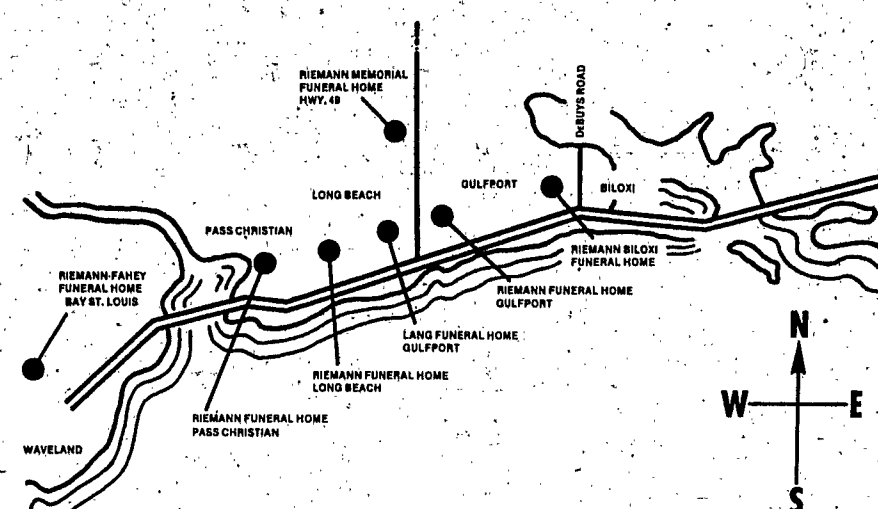 RIEMANN MEMORIAL
FUNERAL HOME
HWY. 49
DeBUYS ROAD
LONG BEACH
GULFPORT
BILOXI
PASS CHRISTIAN
RIEMANN BILOXI
FUNERAL HOME
RIEMANN-FAHEY
FUNERAL HOME
BAY ST. LOUIS
RIEMANN FUNERAL HOME
GULFPORT
LANG FUNERAL HOME
GULFPORT
RIEMANN FUNERAL HOME
LONG BEACH
RIEMANN FUNERAL HOME
PASS CHRISTIAN
WAVELAND
N
W E
S